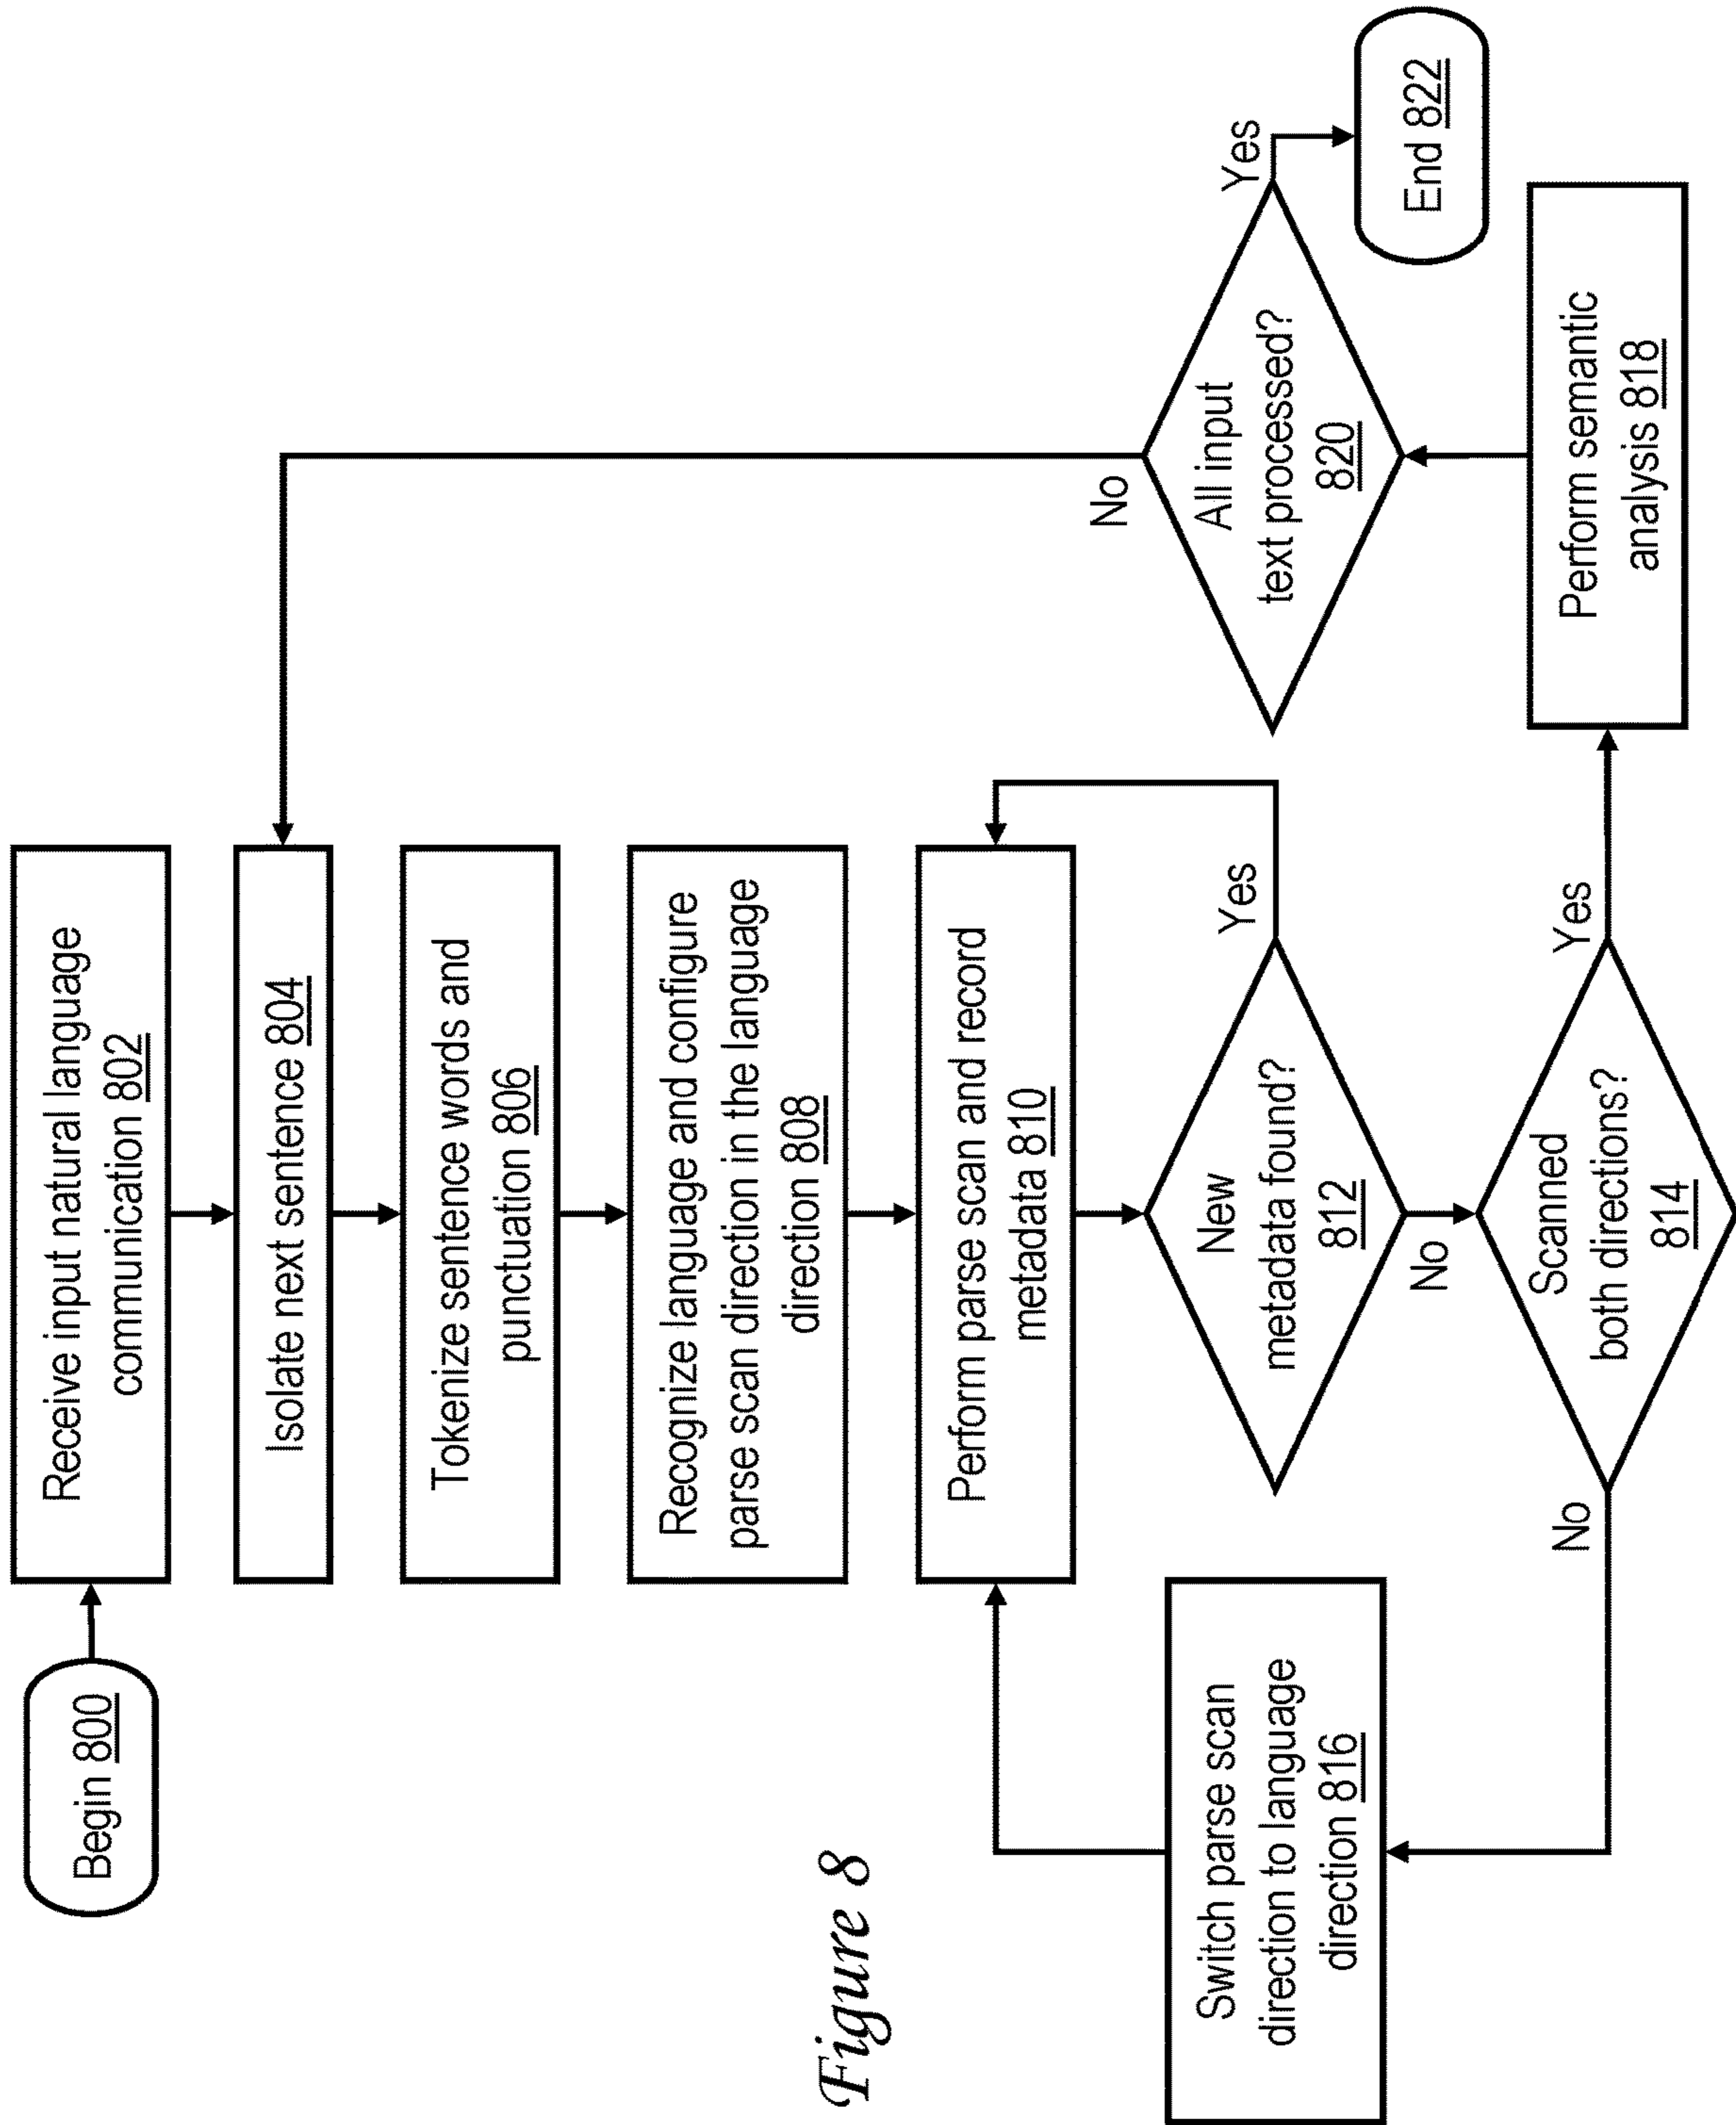 Begin 800
Receive input natural language
communication 802
Isolate next sentence 804
Tokenize sentence words and
punctuation 806
Recognize language and configure
parse scan direction in the language
direction 808
Perform parse scan and record
metadata 810
New
metadata found?
812
Yes
No
Scanned
both directions?
814
No
Yes
Switch parse scan
direction to language
direction 816
Perform semantic
analysis 818
All input
text processed?
820
No
Yes
End 822
Figure 8